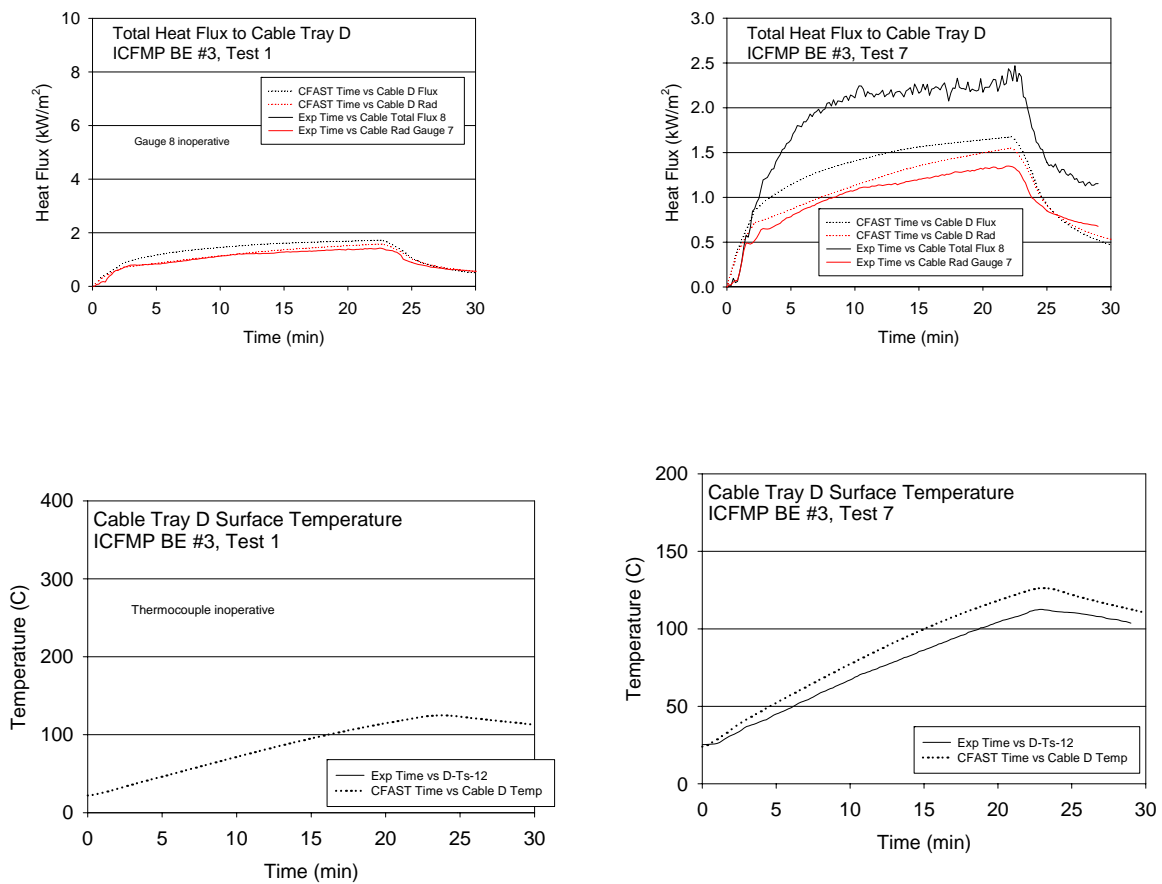 Total Heat Flux to Cable Tray D
ICFMP BE #3, Test 1
CFAST Time vs Cable D Flux
CFAST Time vs Cable D Rad
Exp Time vs Cable Total Flux 8
Exp Time vs Cable Rad Gauge 7
Gauge 8 inoperative
Heat Flux (kW/m²)
10
8
6
4
2
0
0 5 10 15 20 25 30
Time (min)
Total Heat Flux to Cable Tray D
ICFMP BE #3, Test 7
CFAST Time vs Cable D Flux
CFAST Time vs Cable D Rad
Exp Time vs Cable Total Flux 8
Exp Time vs Cable Rad Gauge 7
Heat Flux (kW/m²)
3.0
2.5
2.0
1.5
1.0
0.5
0.0
0 5 10 15 20 25 30
Time (min)
Cable Tray D Surface Temperature
ICFMP BE #3, Test 1
Thermocouple inoperative
Exp Time vs D-Ts-12
CFAST Time vs Cable D Temp
Temperature (C)
400
300
200
100
0
0 5 10 15 20 25 30
Time (min)
Cable Tray D Surface Temperature
ICFMP BE #3, Test 7
Exp Time vs D-Ts-12
CFAST Time vs Cable D Temp
Temperature (C)
200
150
100
50
0
0 5 10 15 20 25 30
Time (min)